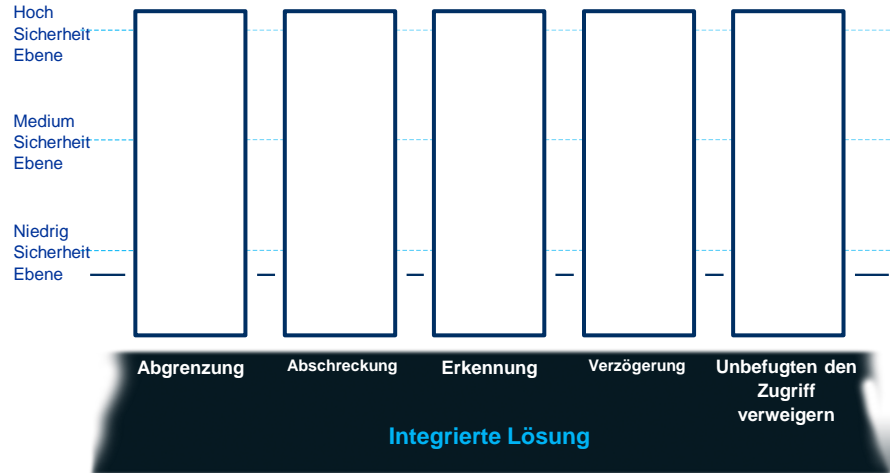 Hoch
Sicherheit
Ebene
Medium
Sicherheit
Ebene
Niedrig
Sicherheit
Ebene
Abgrenzung
Abschreckung
Erkennung
Verzögerung
Unbefugten den
Zugriff
verweigern
Integrierte Lösung